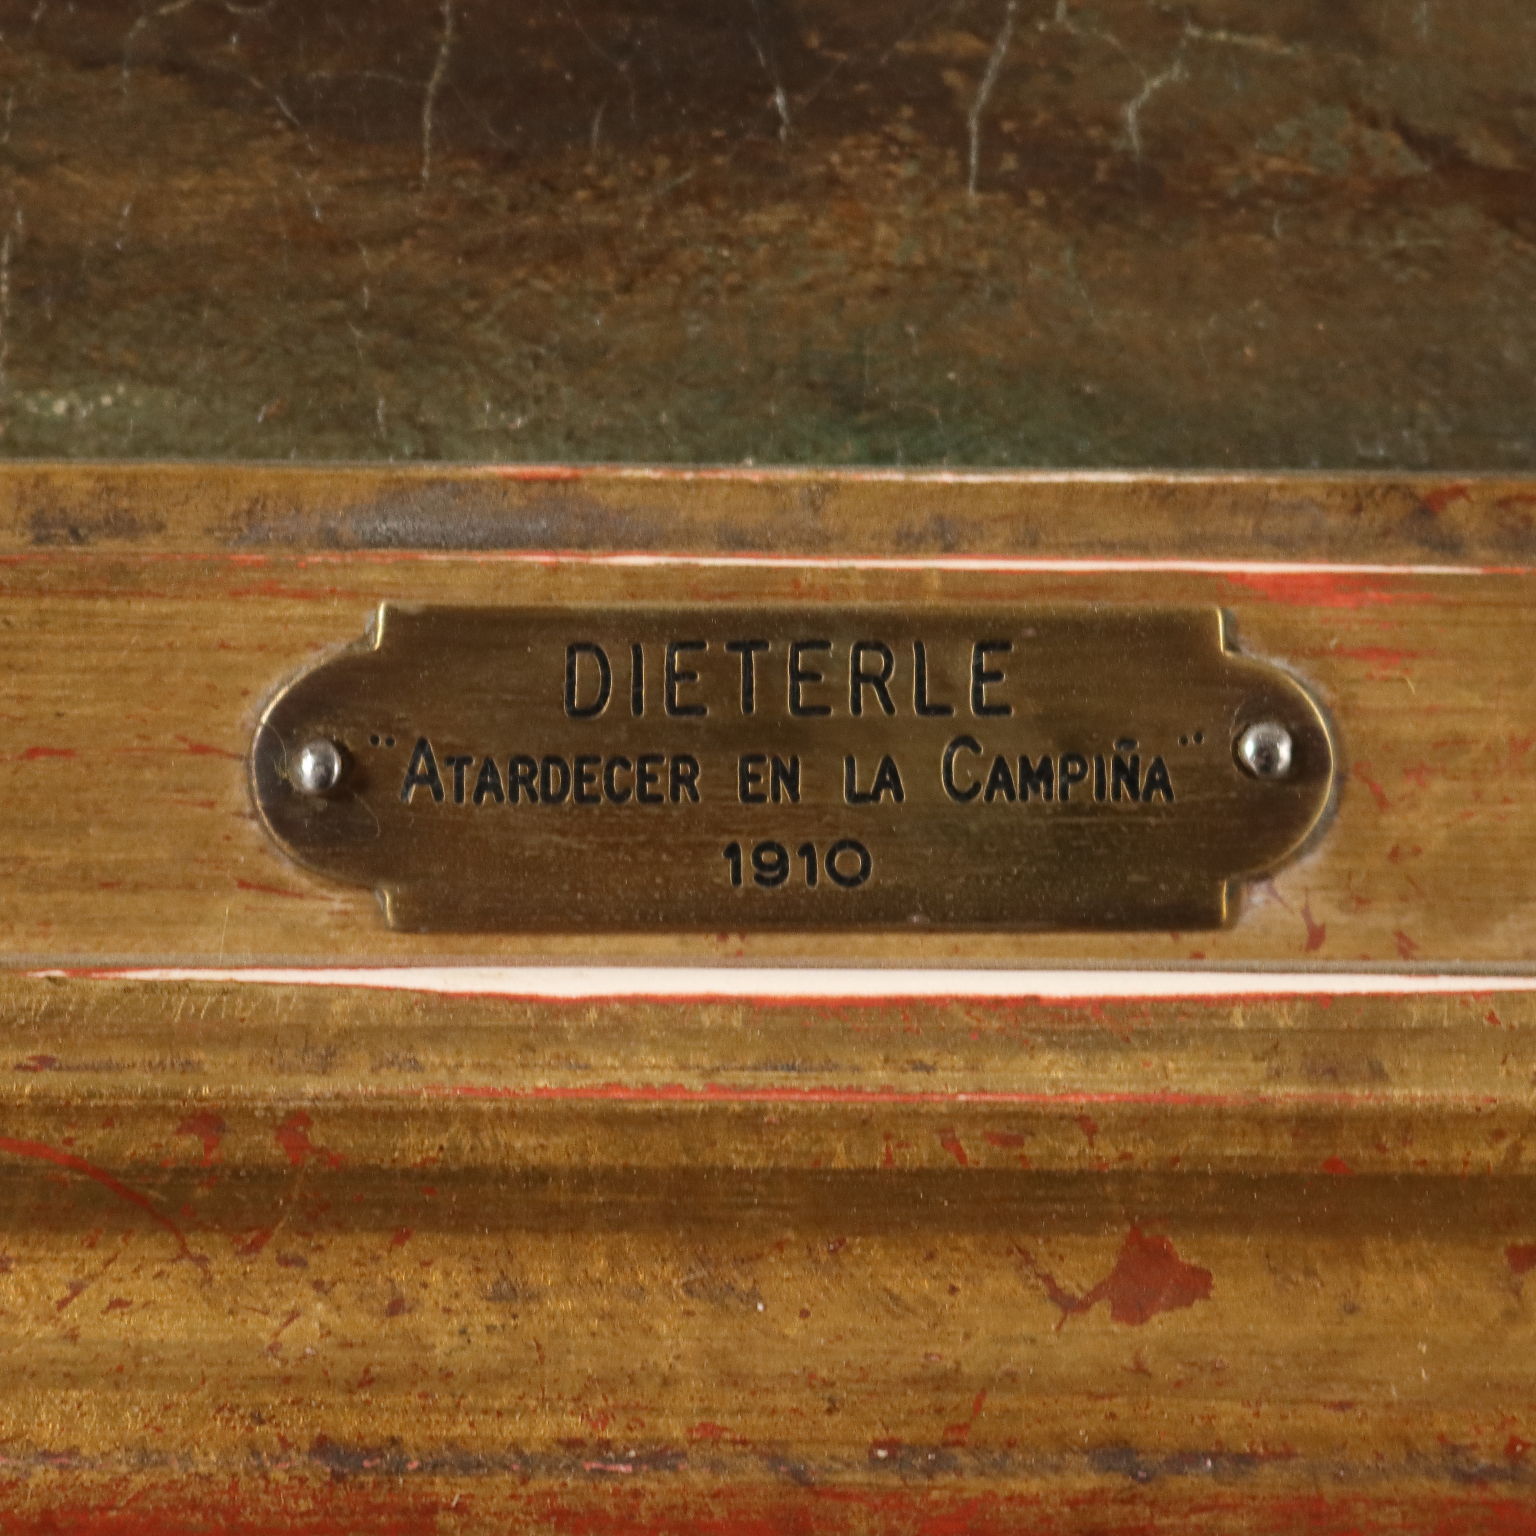 DIETERLE
"ATARDECER EN LA CAMPIÑA"
1910